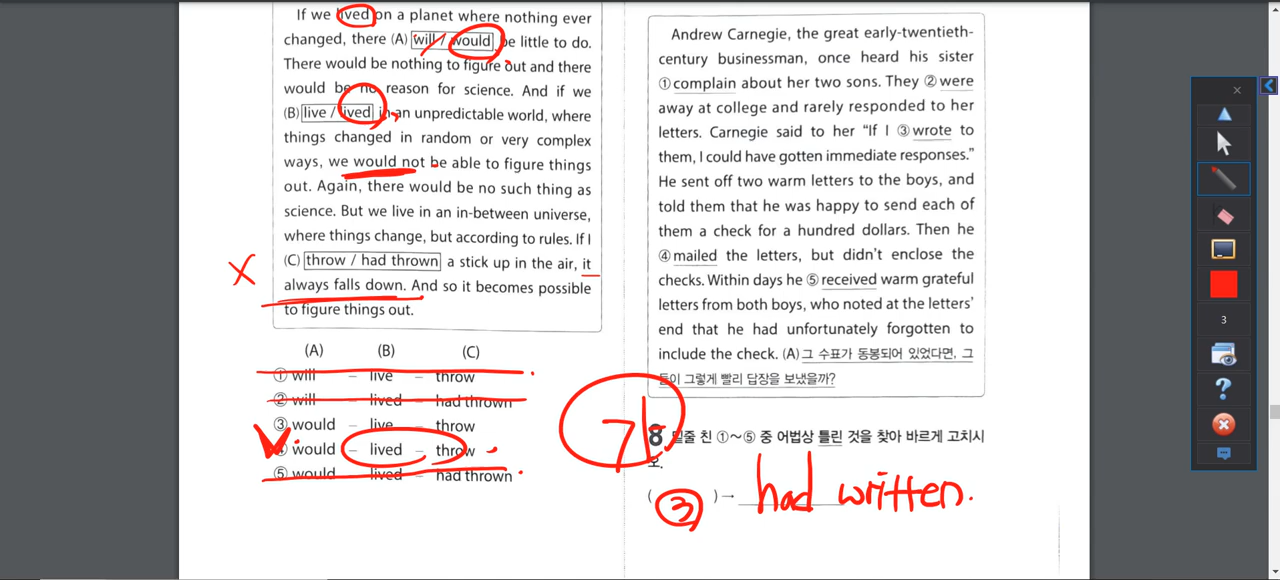 If we lived on a planet where nothing ever
changed, there (A) will / would be little to do.
There would be nothing to figure out and there
would be no reason for science. And if we
(B) live / lived in an unpredictable world, where
things changed in random or very complex
ways, we would not be able to figure things
out. Again, there would be no such thing as
science. But we live in an in-between universe,
where things change, but according to rules. If I
(C) throw / had thrown a stick up in the air, it
always falls down. And so it becomes possible
to figure things out.
X
(A) (B) (C)
① will – live – throw
② will – lived – had thrown
③ would – live – throw
④ would – lived – throw
⑤ would – lived – had thrown
Andrew Carnegie, the great early-twentieth-
century businessman, once heard his sister
① complain about her two sons. They ② were
away at college and rarely responded to her
letters. Carnegie said to her “If I ③ wrote to
them, I could have gotten immediate responses.”
He sent off two warm letters to the boys, and
told them that he was happy to send each of
them a check for a hundred dollars. Then he
④ mailed the letters, but didn’t enclose the
checks. Within days he ⑤ received warm grateful
letters from both boys, who noted at the letters’
end that he had unfortunately forgotten to
include the check. (A) 그 수표가 동봉되어 있었다면, 그
들이 그렇게 빨리 답장을 보냈을까?
8 밑줄 친 ①～⑤ 중 어법상 틀린 것을 찾아 바르게 고치시
오.
( ③ ) → had written.
3